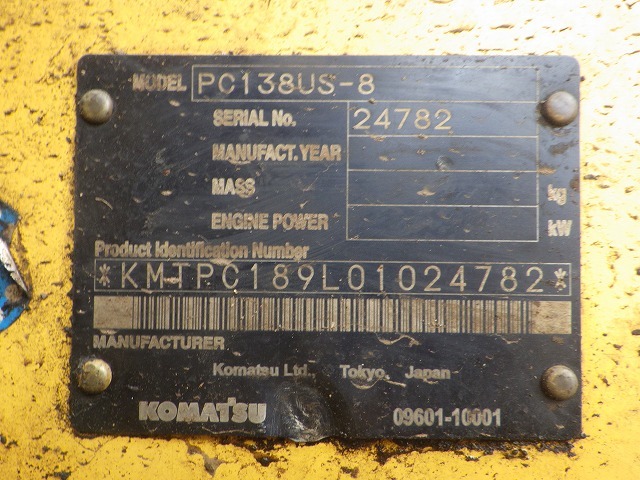 MODEL PC138US-8
SERIAL No. 24782
MANUFACT. YEAR
MASS kg
ENGINE POWER kW
Product Identification Number
*KMTPC189L01024782*
MANUFACTURER
Komatsu Ltd., Tokyo, Japan
KOMATSU 09601-10001